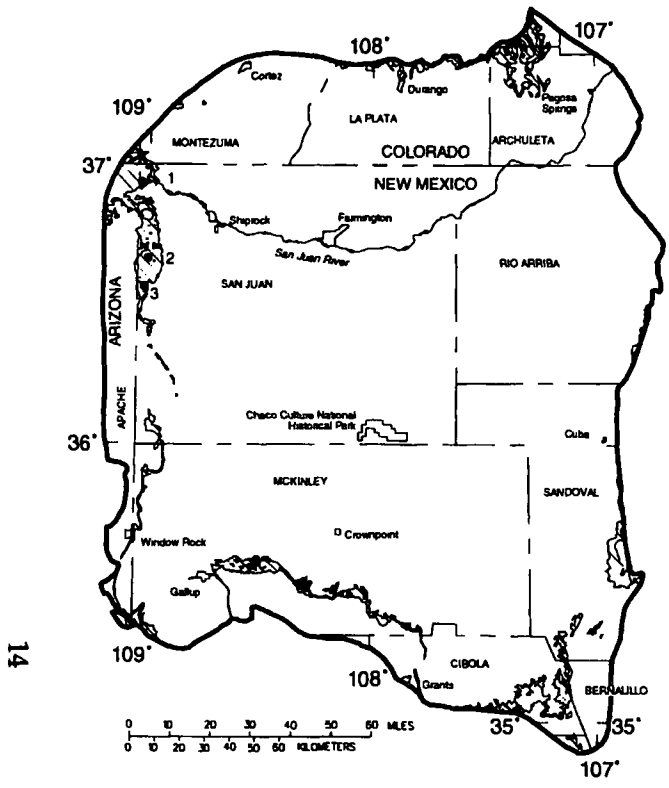 107°
108°
Cortez
Durango
109°
Pagosa
Springs
LA PLATA
MONTEZUMA
ARCHULETA
COLORADO
37°
NEW MEXICO
1
Shiprock
Farmington
San Juan River
2
RIO ARRIBA
SAN JUAN
3
ARIZONA
APACHE
Chaco Culture National
Historical Park
36°
Cuba
MCKINLEY
SANDOVAL
Window Rock
Crownpoint
Gallup
14
109°
CIBOLA
108°
Grants
BERNALILLO
35°
35°
107°
0 10 20 30 40 50 60 MILES
0 10 20 30 40 50 60 KILOMETERS